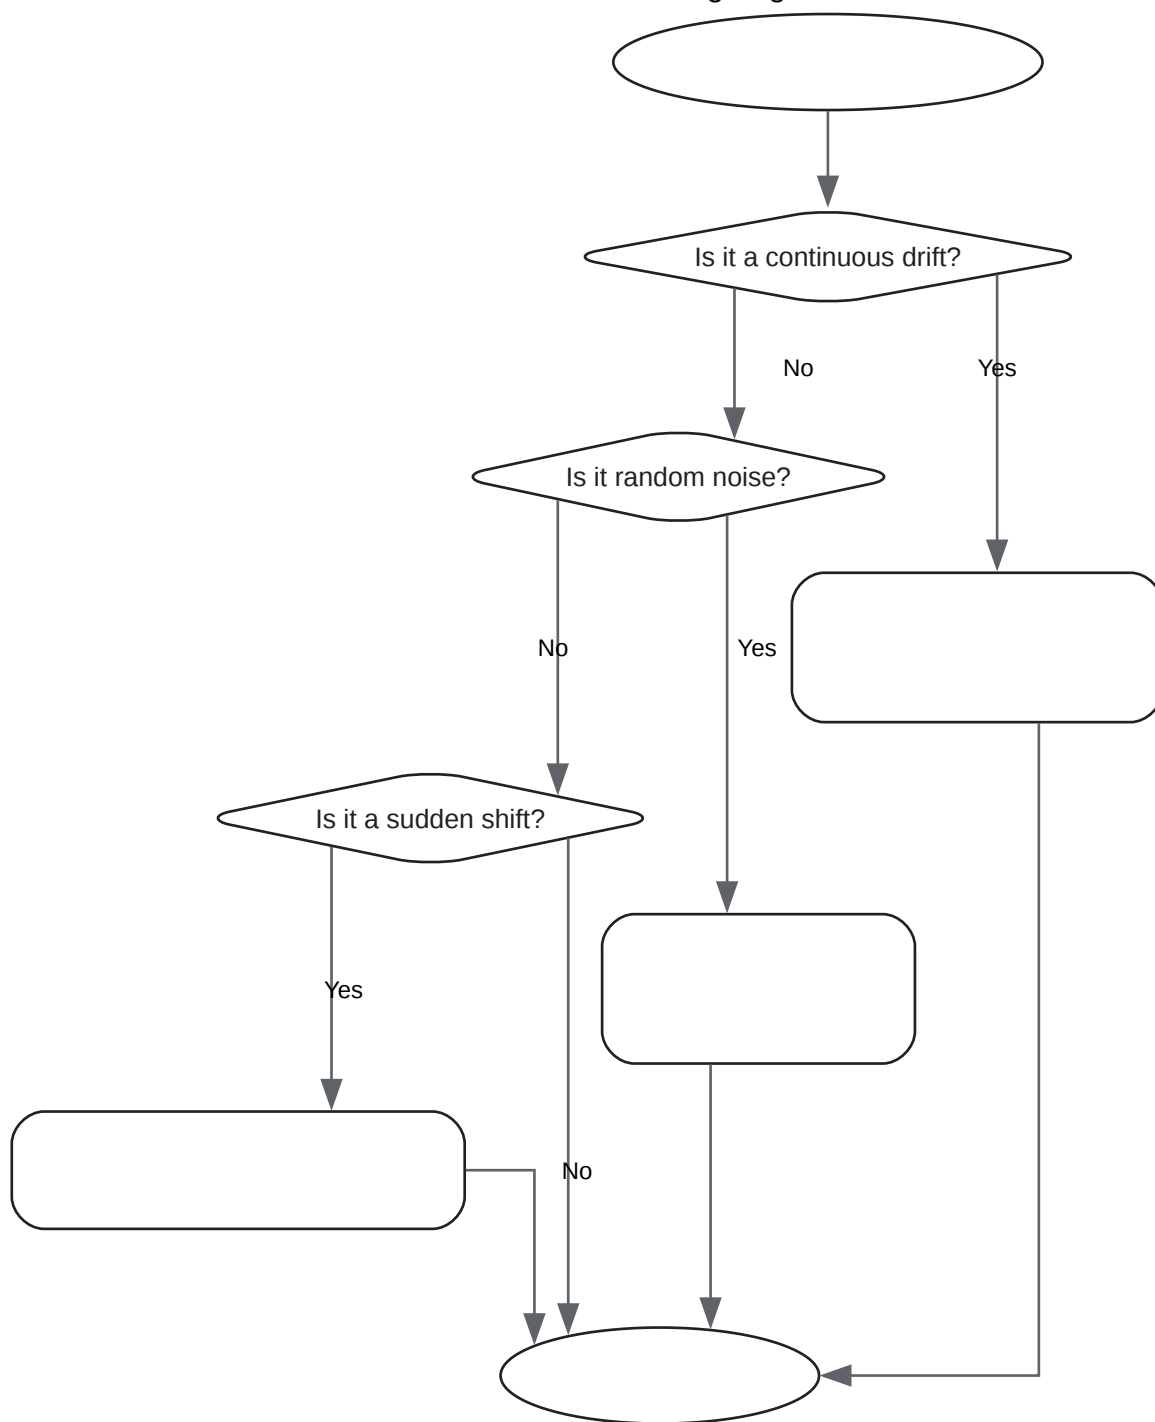 Is it a continuous drift?
No
Yes
Is it random noise?
No
Yes
Is it a sudden shift?
Yes
No